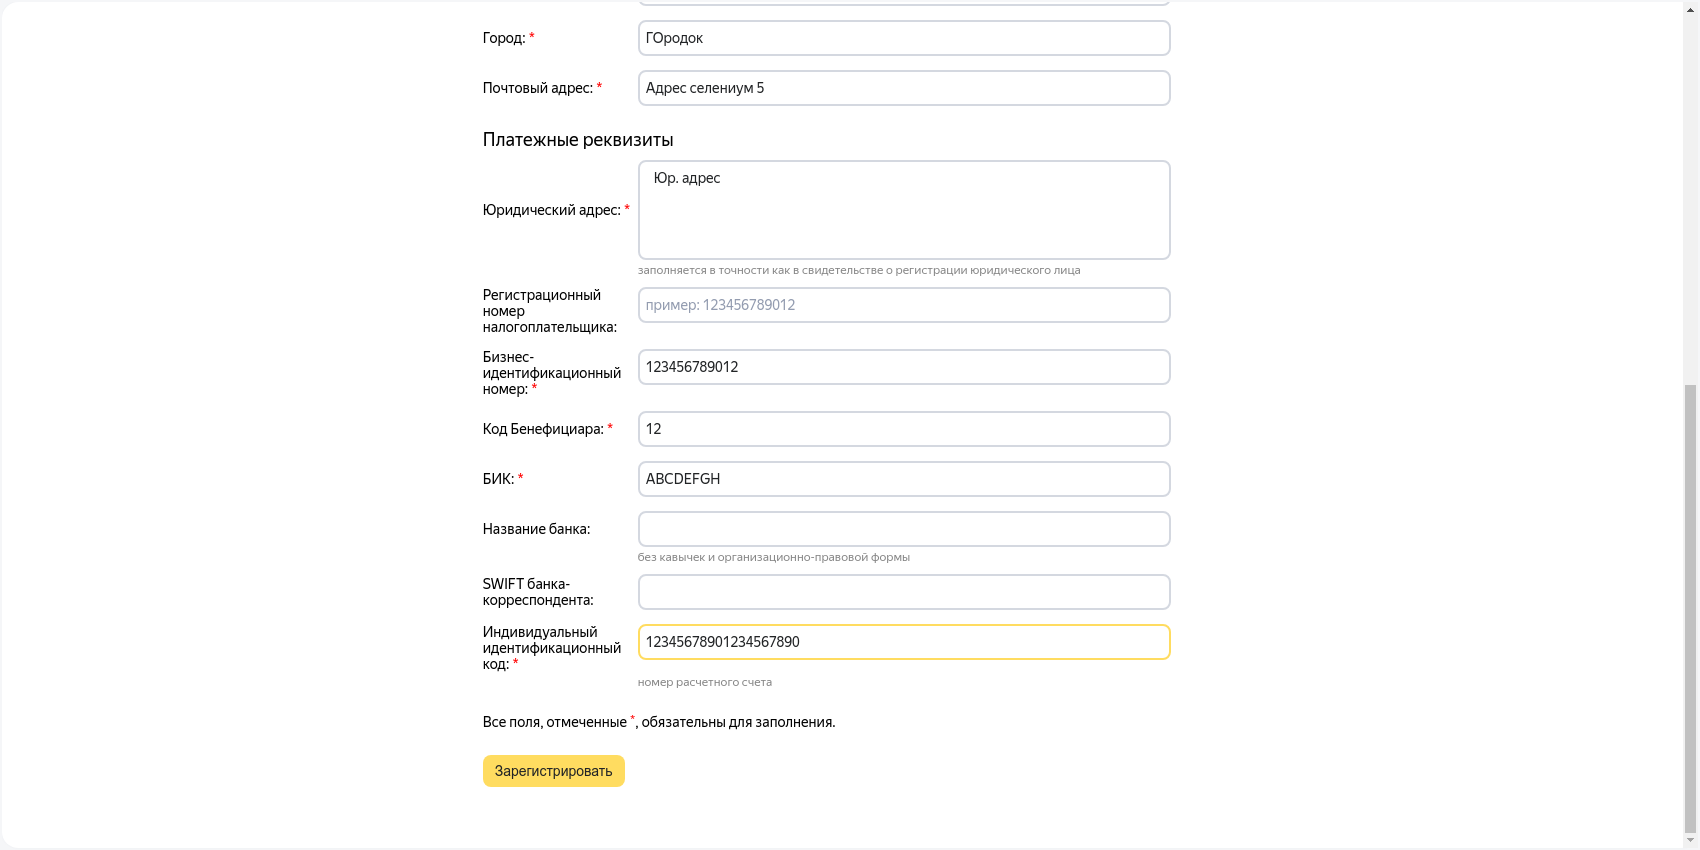 Город: *
ГОродок
Почтовый адрес: *
Адрес селениум 5
Платежные реквизиты
Юридический адрес: *
Юр. адрес
заполняется в точности как в свидетельстве о регистрации юридического лица
Регистрационный
номер
налогоплательщика:
пример: 123456789012
Бизнес-
идентификационный
номер: *
123456789012
Код Бенефициара: *
12
БИК: *
ABCDEFGH
Название банка:
без кавычек и организационно-правовой формы
SWIFT банка-
корреспондента:
Индивидуальный
идентификационный
код: *
12345678901234567890
номер расчетного счета
Все поля, отмеченные *, обязательны для заполнения.
Зарегистрировать